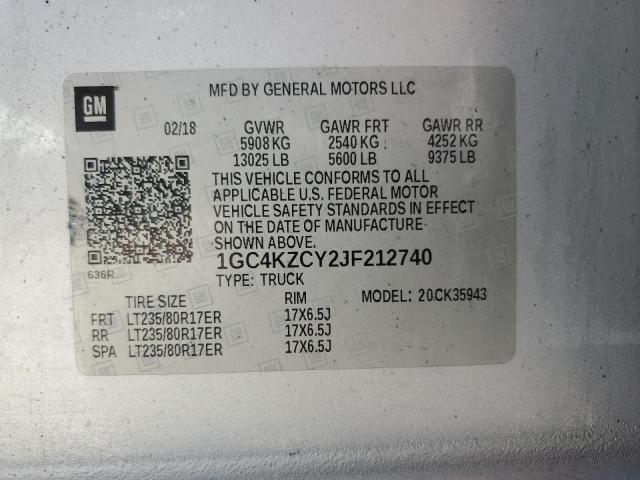 GM
MFD BY GENERAL MOTORS LLC
02/18 GVWR GAWR FRT GAWR RR
5908 KG 2540 KG 4252 KG
13025 LB 5600 LB 9375 LB
THIS VEHICLE CONFORMS TO ALL
APPLICABLE U.S. FEDERAL MOTOR
VEHICLE SAFETY STANDARDS IN EFFECT
ON THE DATE OF MANUFACTURE
SHOWN ABOVE.
636R
1GC4KZCY2JF212740
TYPE: TRUCK
TIRE SIZE RIM MODEL: 20CK35943
FRT LT235/80R17ER 17X6.5J
RR LT235/80R17ER 17X6.5J
SPA LT235/80R17ER 17X6.5J